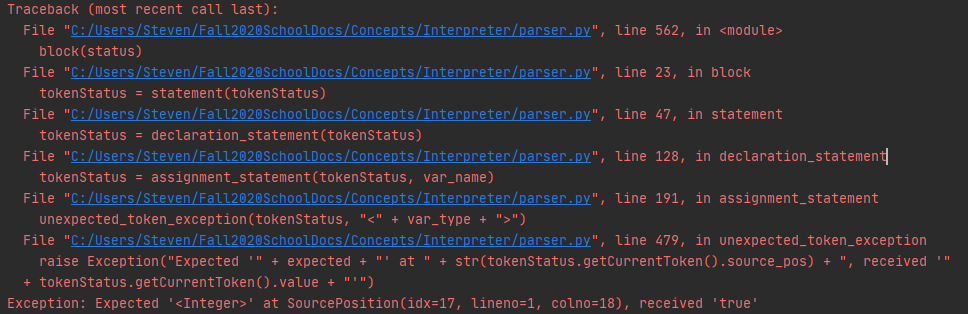 Traceback (most recent call last):
  File "C:/Users/Steven/Fall2020SchoolDocs/Concepts/Interpreter/parser.py", line 562, in <module>
    block(status)
  File "C:/Users/Steven/Fall2020SchoolDocs/Concepts/Interpreter/parser.py", line 23, in block
    tokenStatus = statement(tokenStatus)
  File "C:/Users/Steven/Fall2020SchoolDocs/Concepts/Interpreter/parser.py", line 47, in statement
    tokenStatus = declaration_statement(tokenStatus)
  File "C:/Users/Steven/Fall2020SchoolDocs/Concepts/Interpreter/parser.py", line 128, in declaration_statement
    tokenStatus = assignment_statement(tokenStatus, var_name)
  File "C:/Users/Steven/Fall2020SchoolDocs/Concepts/Interpreter/parser.py", line 191, in assignment_statement
    unexpected_token_exception(tokenStatus, "<" + var_type + ">")
  File "C:/Users/Steven/Fall2020SchoolDocs/Concepts/Interpreter/parser.py", line 479, in unexpected_token_exception
    raise Exception("Expected '" + expected + "' at " + str(tokenStatus.getCurrentToken().source_pos) + ", received '"
  + tokenStatus.getCurrentToken().value + "'")
Exception: Expected '<Integer>' at SourcePosition(idx=17, lineno=1, colno=18), received 'true'